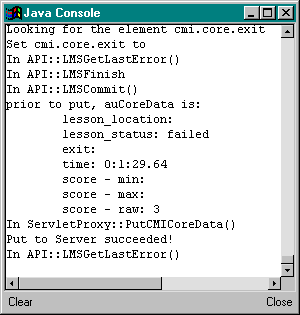 Java Console
Looking for the element cmi.core.exit
Set cmi.core.exit to
In API::LMSGetLastError()
In API::LMSFinish
In API::LMSCommit()
prior to put, auCoreData is:
lesson_location:
lesson_status: failed
exit:
time: 0:1:29.64
score - min:
score - max:
score - raw: 3
In ServletProxy::PutCMICoreData()
Put to Server succeeded!
In API::LMSGetLastError()
Clear Close